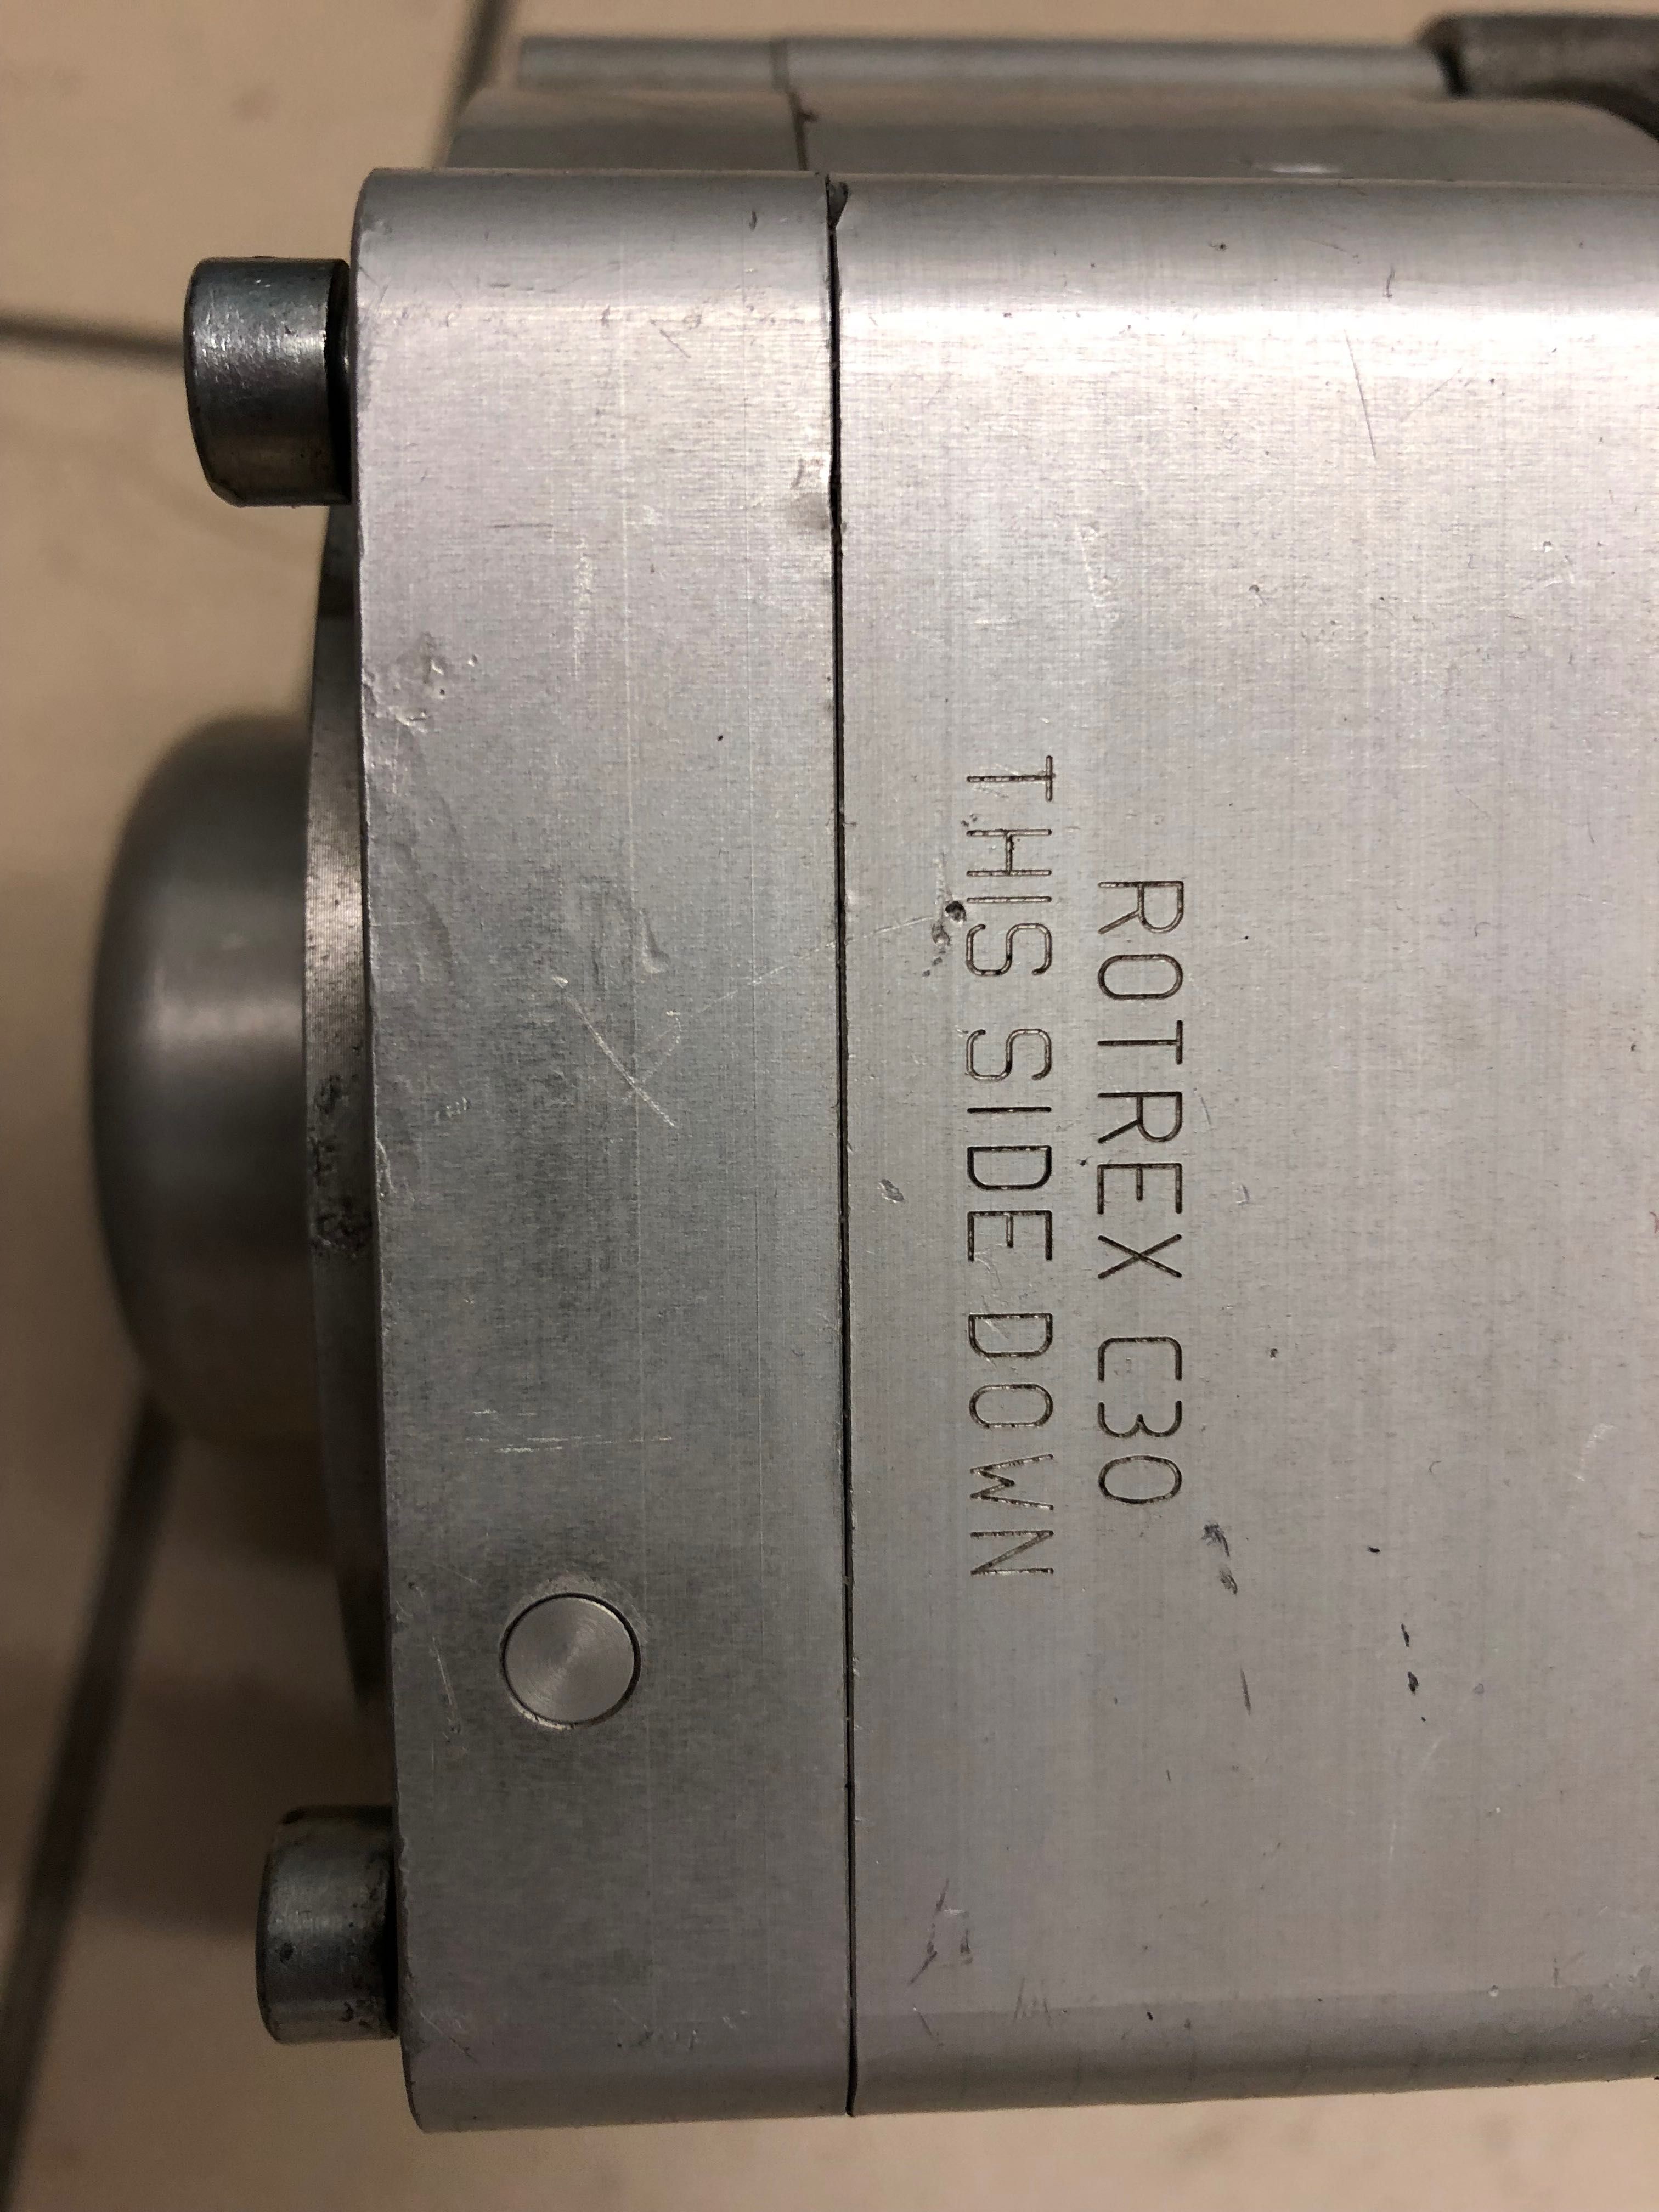 ROTREX C30
THIS SIDE DOWN